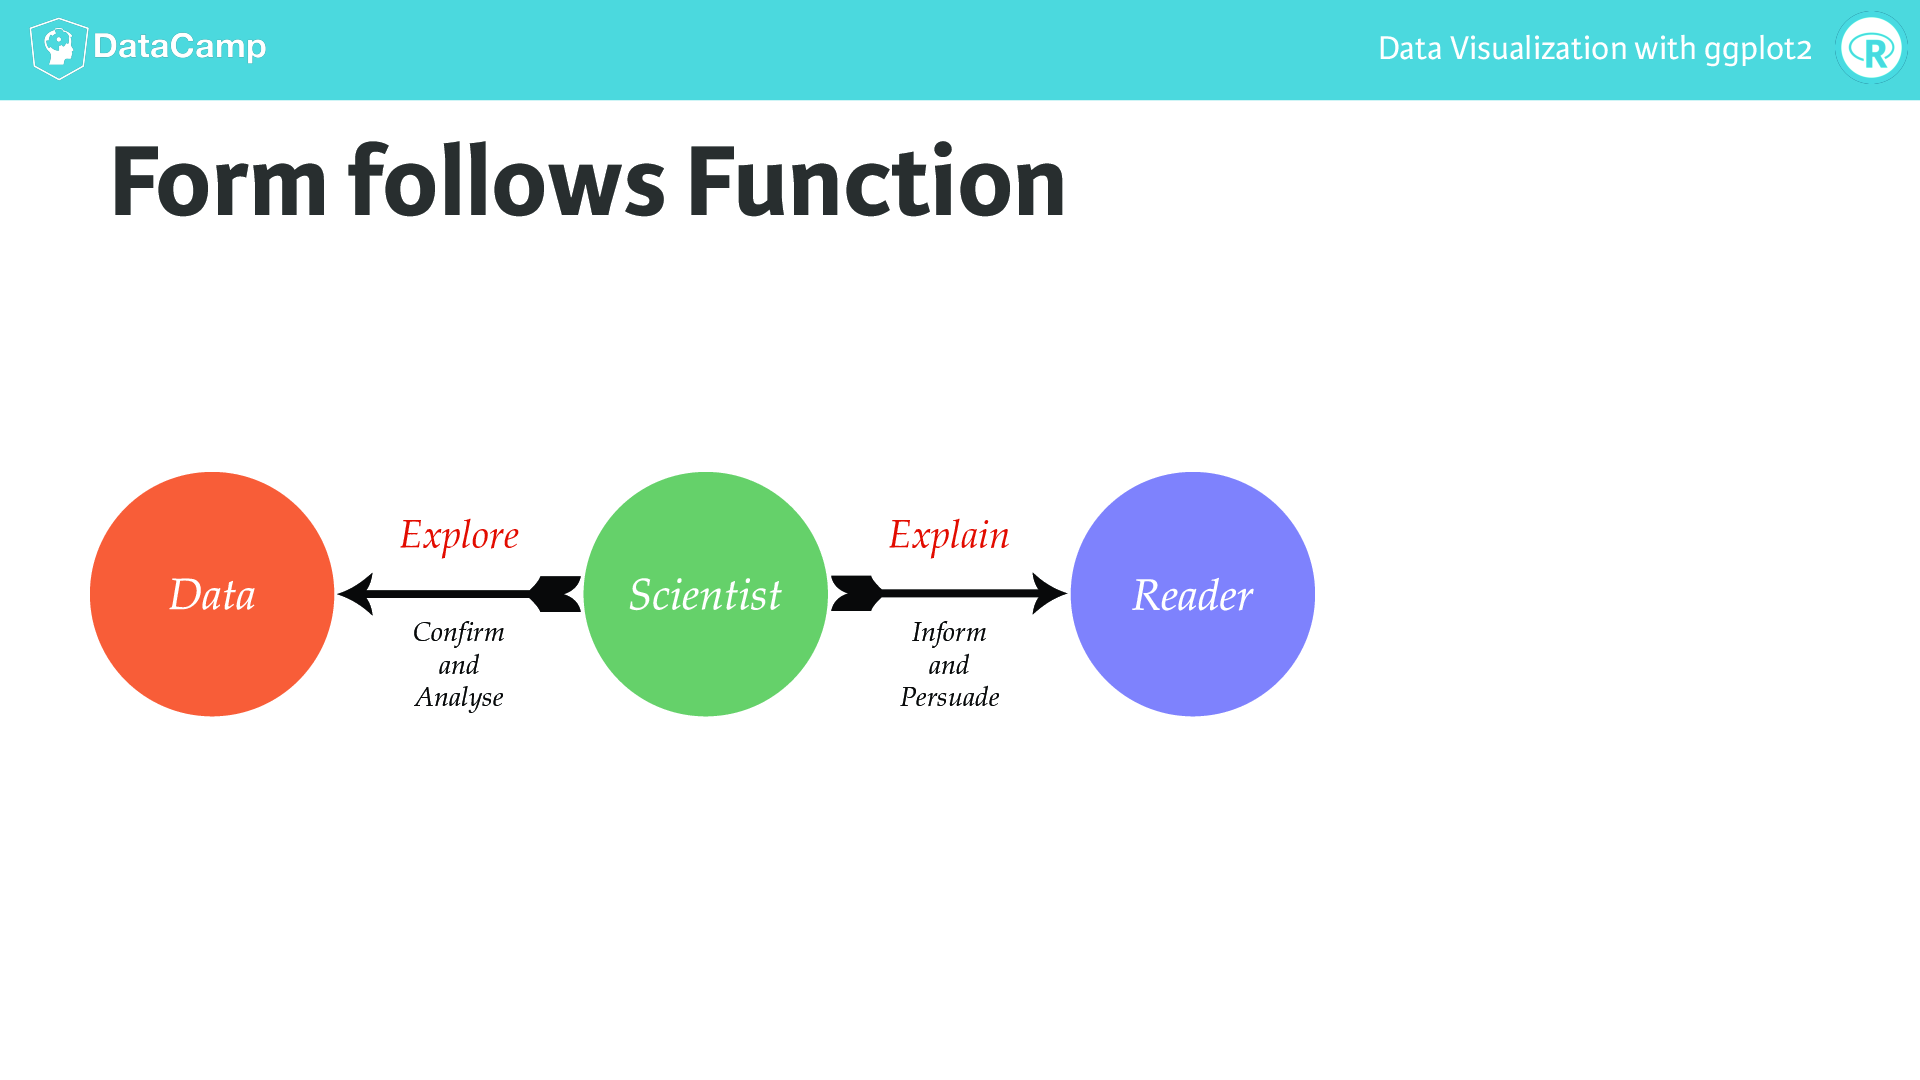 DataCamp
Data Visualization with ggplot2
R
Form follows Function
Data
Explore
Confirm
and
Analyse
Scientist
Explain
Inform
and
Persuade
Reader